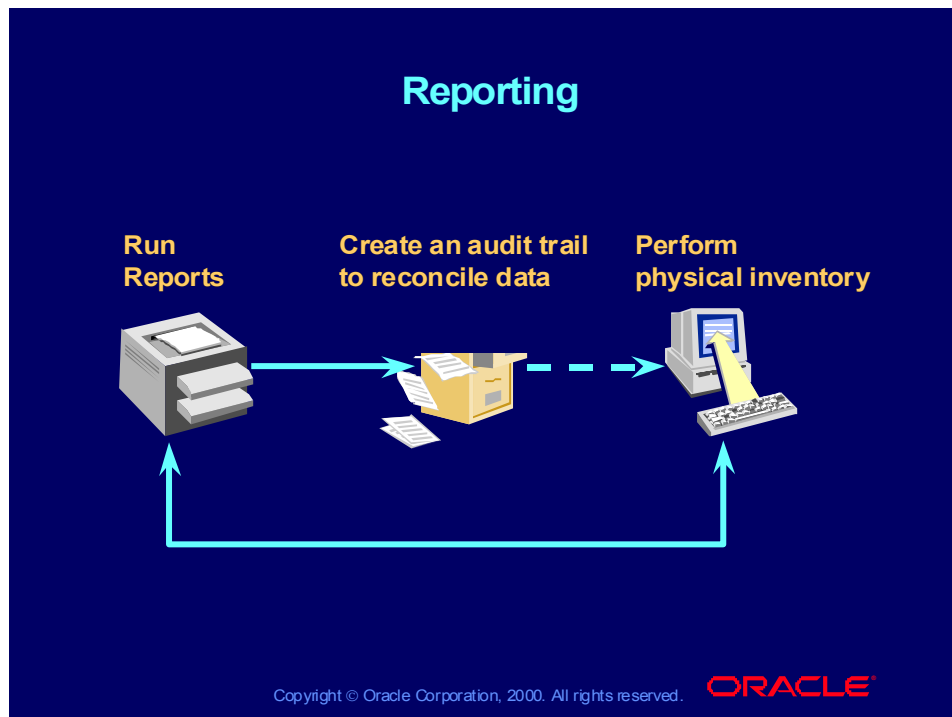 Reporting
Run
Reports
Create an audit trail
to reconcile data
Perform
physical inventory
Copyright © Oracle Corporation, 2000. All rights reserved.
ORACLE®